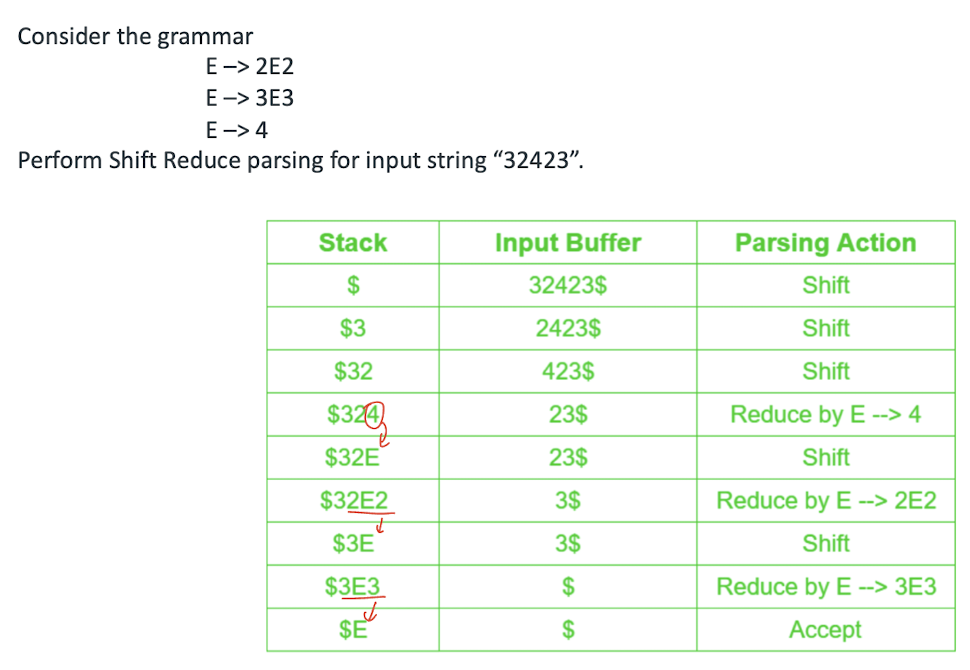 Consider the grammar
E –> 2E2
E –> 3E3
E –> 4
Perform Shift Reduce parsing for input string “32423”.
Stack Input Buffer Parsing Action
$ 32423$ Shift
$3 2423$ Shift
$32 423$ Shift
$324 23$ Reduce by E --> 4
$32E 23$ Shift
$32E2 3$ Reduce by E --> 2E2
$3E 3$ Shift
$3E3 $ Reduce by E --> 3E3
$E $ Accept